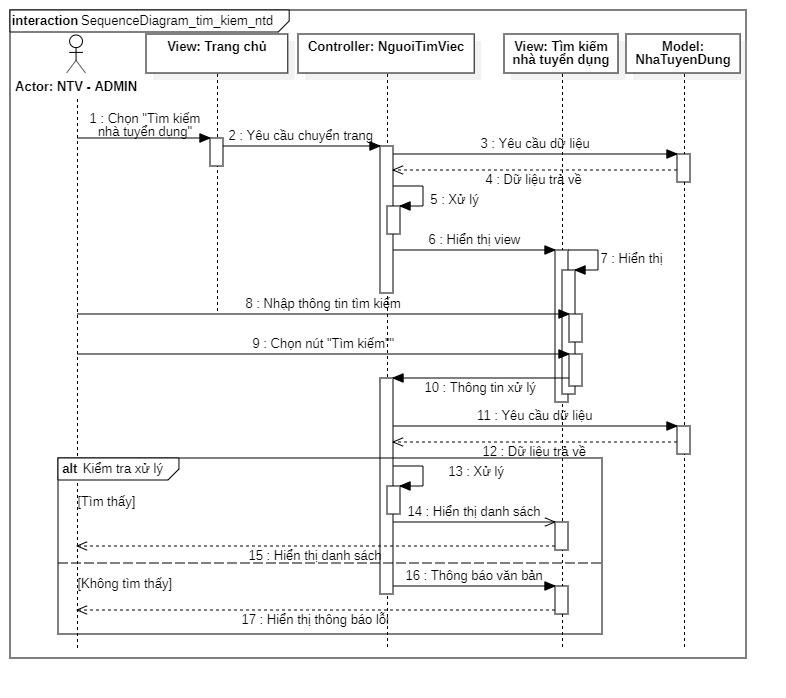 interaction SequenceDiagram_tim_kiem_ntd
Actor: NTV - ADMIN
View: Trang chủ
Controller: NguoiTimViec
View: Tìm kiếm
nhà tuyển dụng
Model:
NhaTuyenDung
1 : Chọn "Tìm kiếm
nhà tuyển dụng"
2 : Yêu cầu chuyển trang
3 : Yêu cầu dữ liệu
4 : Dữ liệu trả về
5 : Xử lý
6 : Hiển thị view
7 : Hiển thị
8 : Nhập thông tin tìm kiếm
9 : Chọn nút "Tìm kiếm""
10 : Thông tin xử lý
11 : Yêu cầu dữ liệu
12 : Dữ liệu trả về
alt Kiểm tra xử lý
13 : Xử lý
[Tìm thấy]
14 : Hiển thị danh sách
15 : Hiển thị danh sách
[Không tìm thấy]
16 : Thông báo văn bản
17 : Hiển thị thông báo lỗi